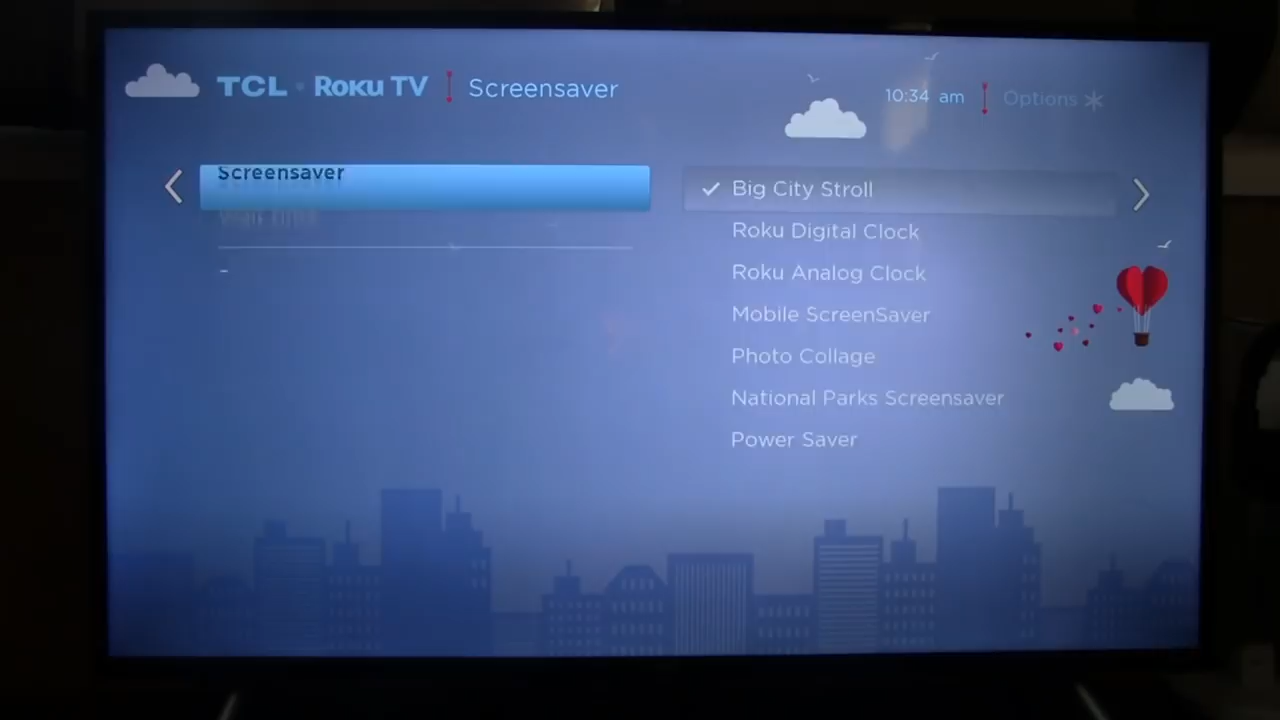 TCL • Roku TV Screensaver
10:34 am Options
Screensaver
Big City Stroll
Roku Digital Clock
Roku Analog Clock
Mobile ScreenSaver
Photo Collage
National Parks Screensaver
Power Saver